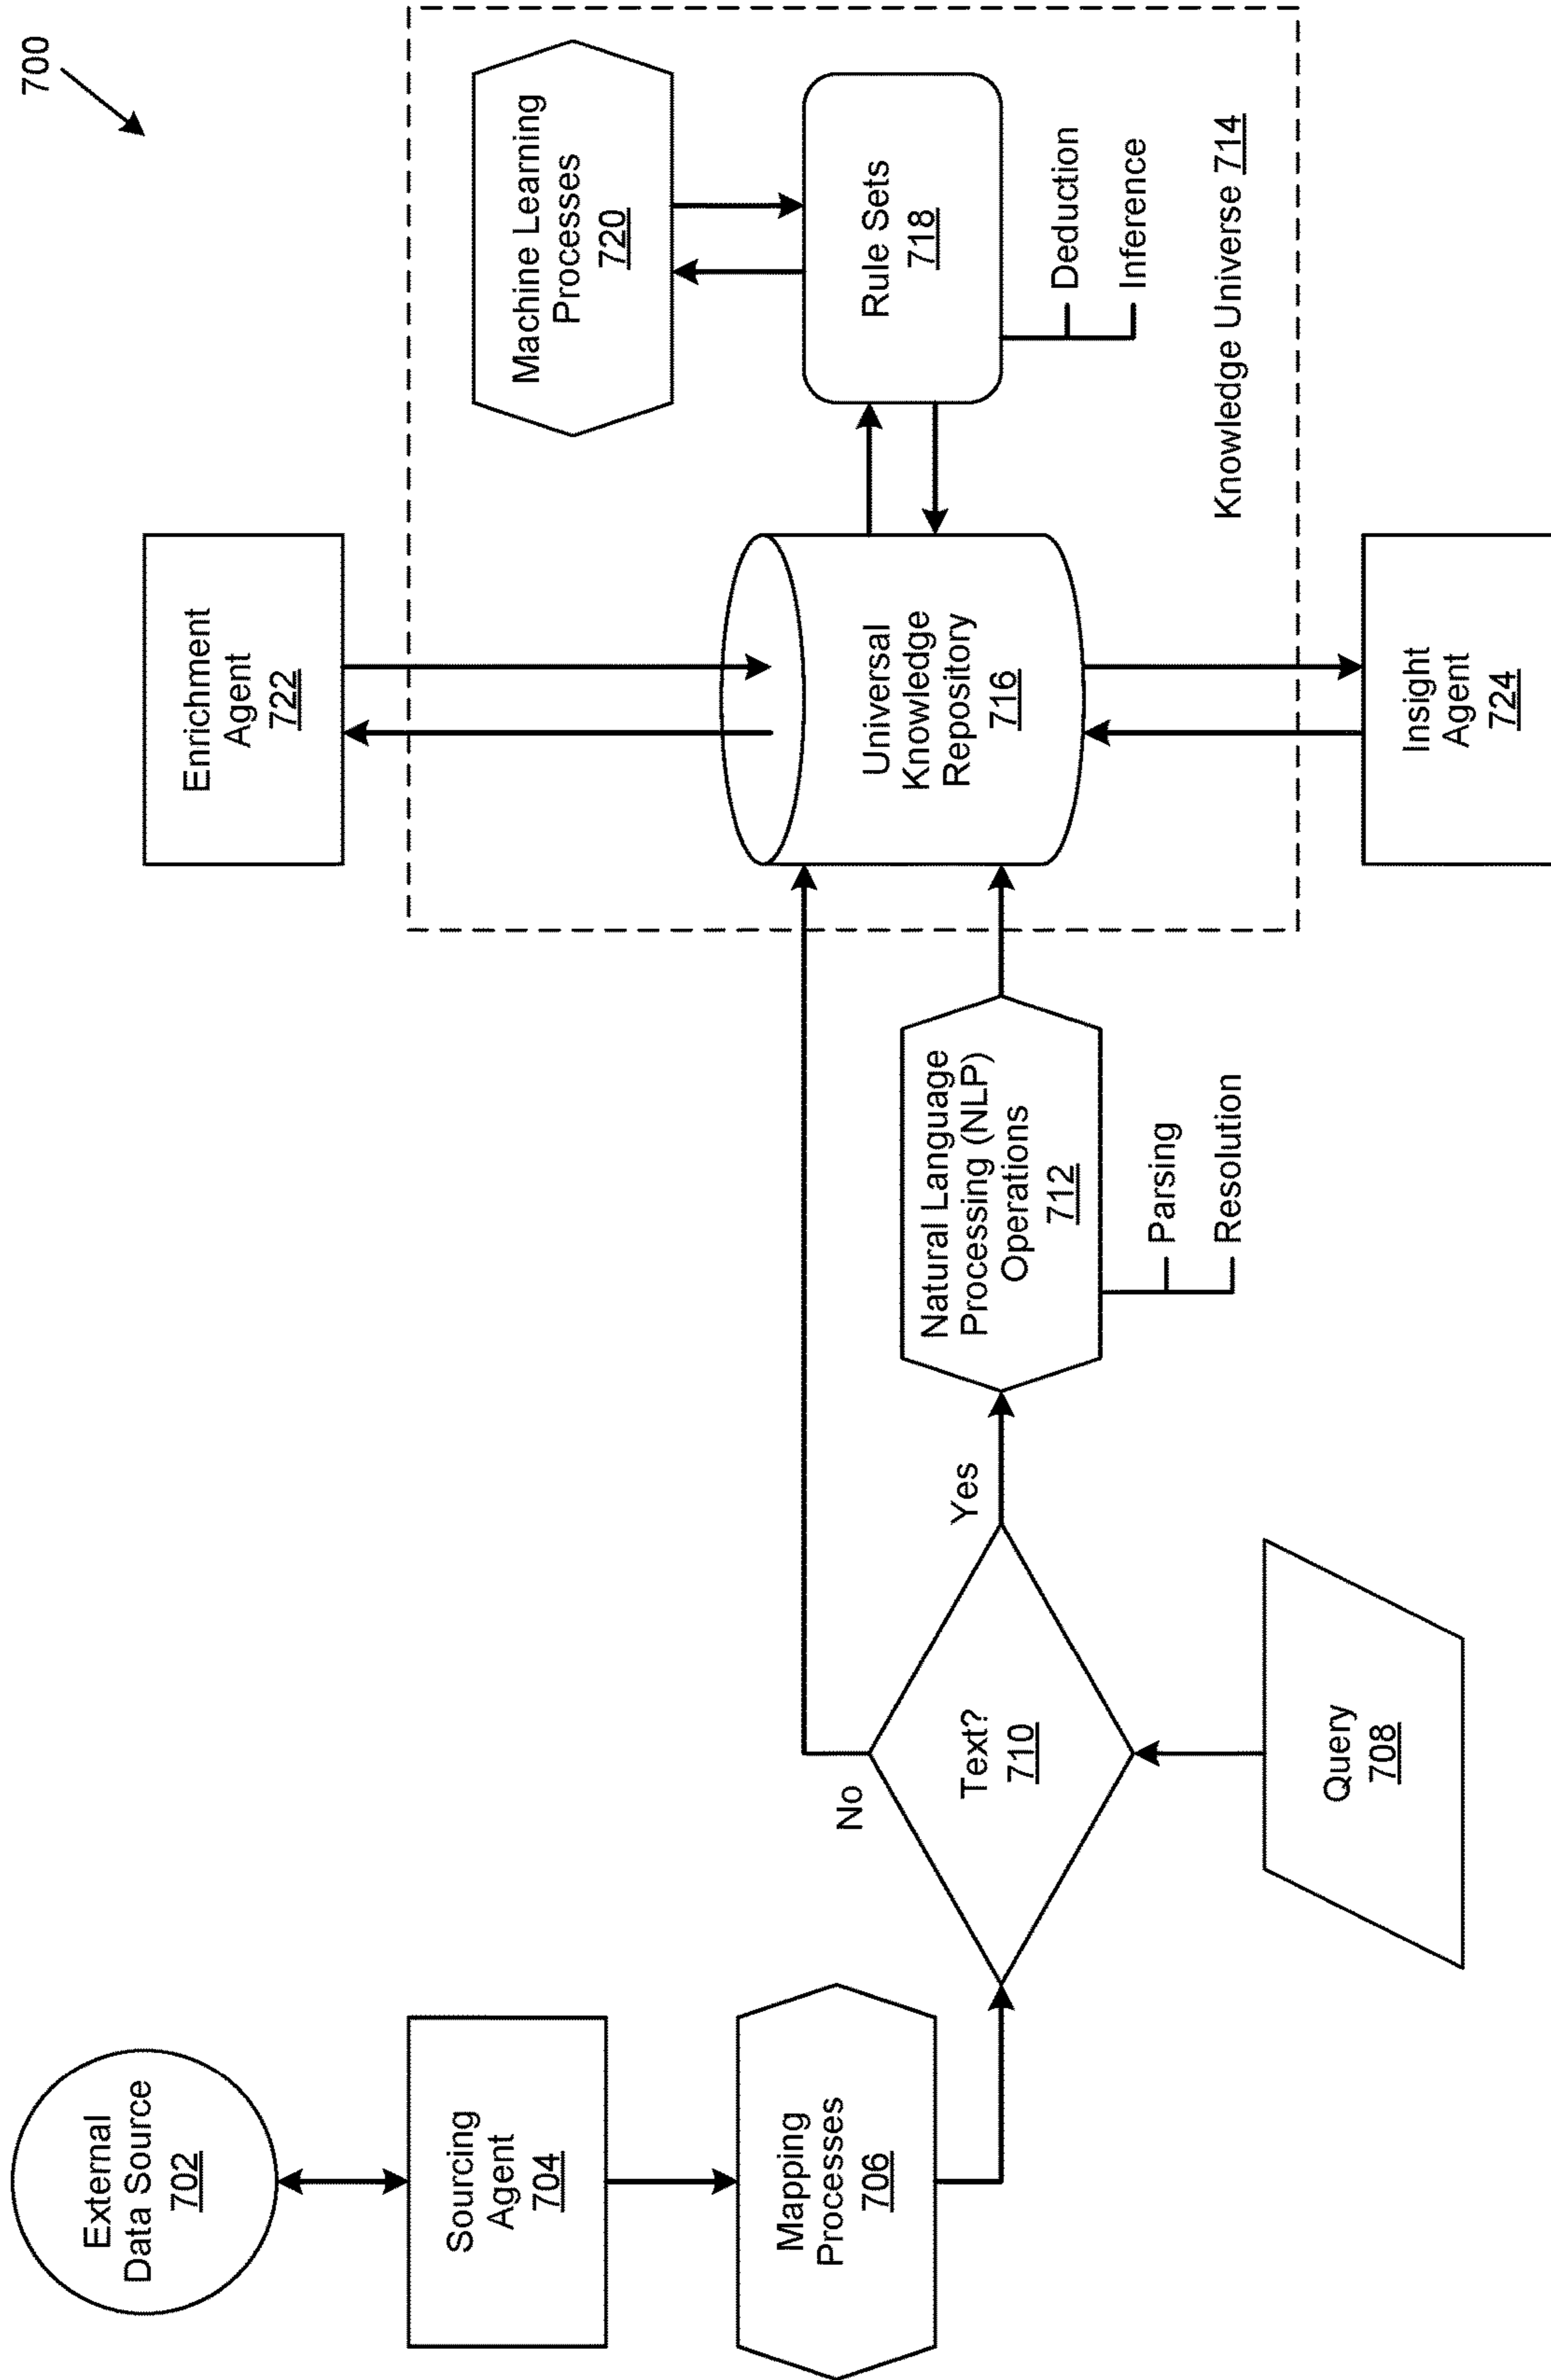 700
External
Data Source
702
Sourcing
Agent
704
Mapping
Processes
706
Query
708
Text?
710
No
Yes
Natural Language
Processing (NLP)
Operations
712
Parsing
Resolution
Enrichment
Agent
722
Universal
Knowledge
Repository
716
Machine Learning
Processes
720
Rule Sets
718
Deduction
Inference
Knowledge Universe 714
Insight
Agent
724